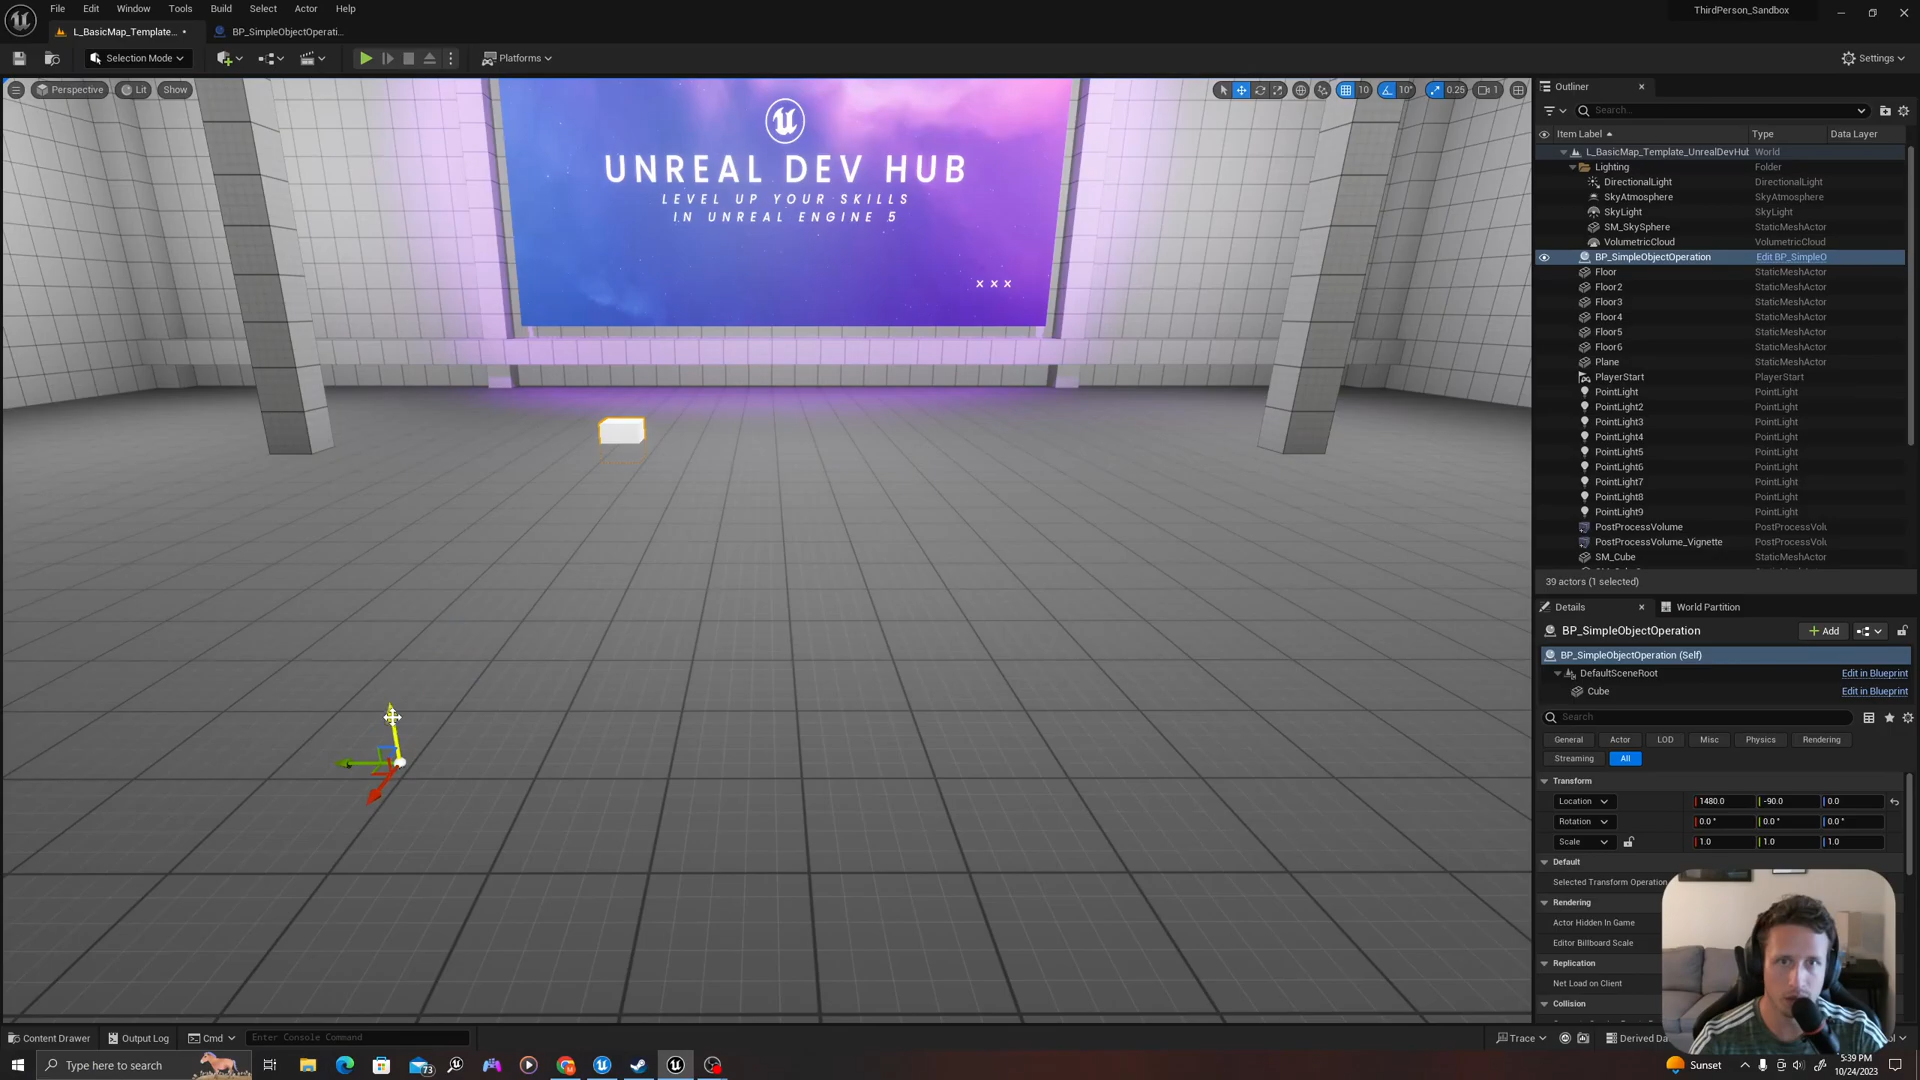 File Edit Window Tools Build Select Actor Help
ThirdPerson_Sandbox
L_BasicMap_Template... • BP_SimpleObjectOperati...
Selection Mode Platforms Settings
Perspective Lit Show
10 10° 0.25 1
UNREAL DEV HUB
LEVEL UP YOUR SKILLS
IN UNREAL ENGINE 5
x x x
Outliner
Search...
Item Label Type Data Layer
L_BasicMap_Template_UnrealDevHub World
Lighting Folder
DirectionalLight DirectionalLight
SkyAtmosphere SkyAtmosphere
SkyLight SkyLight
SM_SkySphere StaticMeshActor
VolumetricCloud VolumetricCloud
BP_SimpleObjectOperation Edit BP_SimpleO
Floor StaticMeshActor
Floor2 StaticMeshActor
Floor3 StaticMeshActor
Floor4 StaticMeshActor
Floor5 StaticMeshActor
Floor6 StaticMeshActor
Plane StaticMeshActor
PlayerStart PlayerStart
PointLight PointLight
PointLight2 PointLight
PointLight3 PointLight
PointLight4 PointLight
PointLight5 PointLight
PointLight6 PointLight
PointLight7 PointLight
PointLight8 PointLight
PointLight9 PointLight
PostProcessVolume PostProcessVolu
PostProcessVolume_Vignette PostProcessVolu
SM_Cube StaticMeshActor
39 actors (1 selected)
Details World Partition
BP_SimpleObjectOperation Add
BP_SimpleObjectOperation (Self)
DefaultSceneRoot Edit in Blueprint
Cube Edit in Blueprint
Search
General Actor LOD Misc Physics Rendering
Streaming All
Transform
Location 1480.0 -90.0 0.0
Rotation 0.0° 0.0° 0.0°
Scale 1.0 1.0 1.0
Default
Selected Transform Operation
Rendering
Actor Hidden In Game
Editor Billboard Scale
Replication
Net Load on Client
Collision
Content Drawer Output Log Cmd Enter Console Command Trace Derived Da
Type here to search 73 Sunset 5:39 PM
10/24/2023